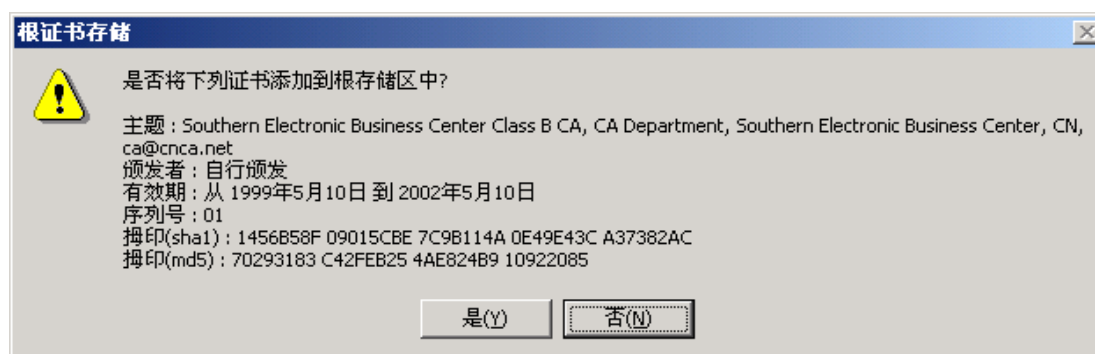 根证书存储
是否将下列证书添加到根存储区中?
主题 : Southern Electronic Business Center Class B CA, CA Department, Southern Electronic Business Center, CN,
ca@cnca.net
颁发者 : 自行颁发
有效期 : 从 1999年5月10日 到 2002年5月10日
序列号 : 01
拇印(sha1) : 1456B58F 09015CBE 7C9B114A 0E49E43C A37382AC
拇印(md5) : 70293183 C42FEB25 4AE824B9 10922085
是(Y) 否(N)